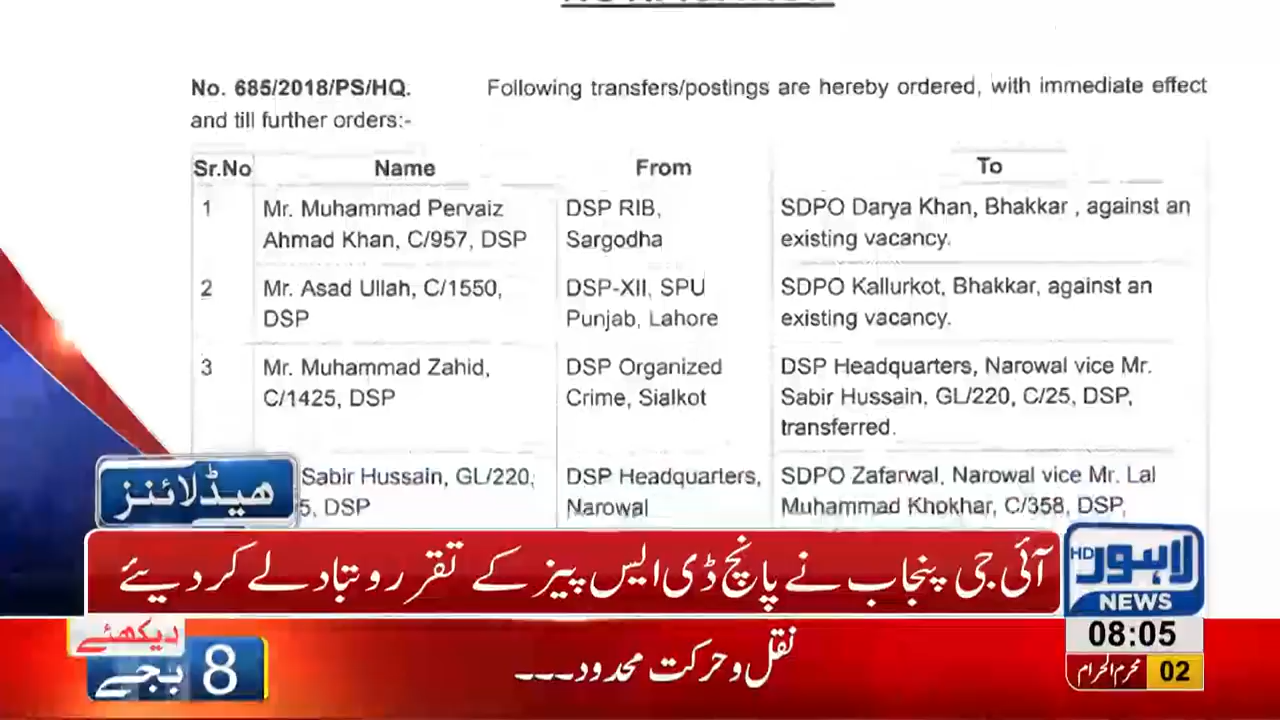 No. 685/2018/PS/HQ. Following transfers/postings are hereby ordered, with immediate effect
and till further orders:-
Sr.No Name From To
1 Mr. Muhammad Pervaiz DSP RIB, SDPO Darya Khan, Bhakkar , against an
Ahmad Khan, C/957, DSP Sargodha existing vacancy.
2 Mr. Asad Ullah, C/1550, DSP-XII, SPU SDPO Kallurkot, Bhakkar, against an
DSP Punjab, Lahore existing vacancy.
3 Mr. Muhammad Zahid, DSP Organized DSP Headquarters, Narowal vice Mr.
C/1425, DSP Crime, Sialkot Sabir Hussain, GL/220, C/25, DSP,
transferred.
Sabir Hussain, GL/220, DSP Headquarters, SDPO Zafarwal, Narowal vice Mr. Lal
5, DSP Narowal Muhammad Khokhar, C/358, DSP,
ہیڈلائنز
آئی جی پنجاب نے پانچ ڈی ایس پیز کے تقررو تبادلے کر دیئے
لاہور HD
NEWS
دیکھئے
8 بجے
نقل و حرکت محدود۔۔۔
08:05
02 محرم الحرام